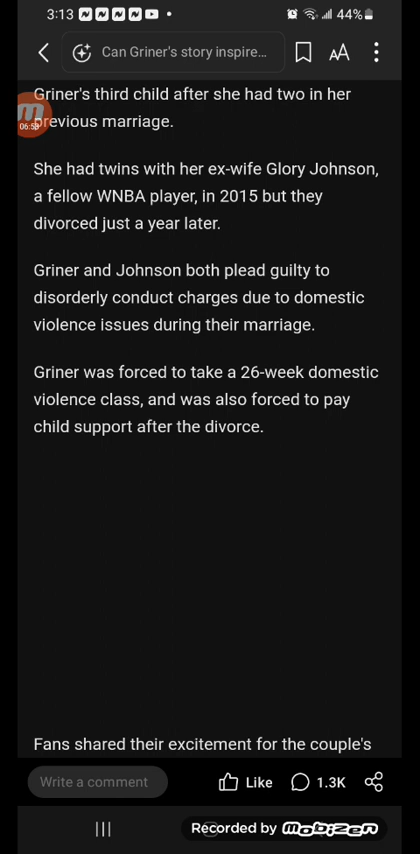 3:13
44%
Can Griner's story inspire...
AA
Griner's third child after she had two in her
06:58
previous marriage.
She had twins with her ex-wife Glory Johnson,
a fellow WNBA player, in 2015 but they
divorced just a year later.
Griner and Johnson both plead guilty to
disorderly conduct charges due to domestic
violence issues during their marriage.
Griner was forced to take a 26-week domestic
violence class, and was also forced to pay
child support after the divorce.
Fans shared their excitement for the couple's
Write a comment
Like
1.3K
Recorded by mobizen